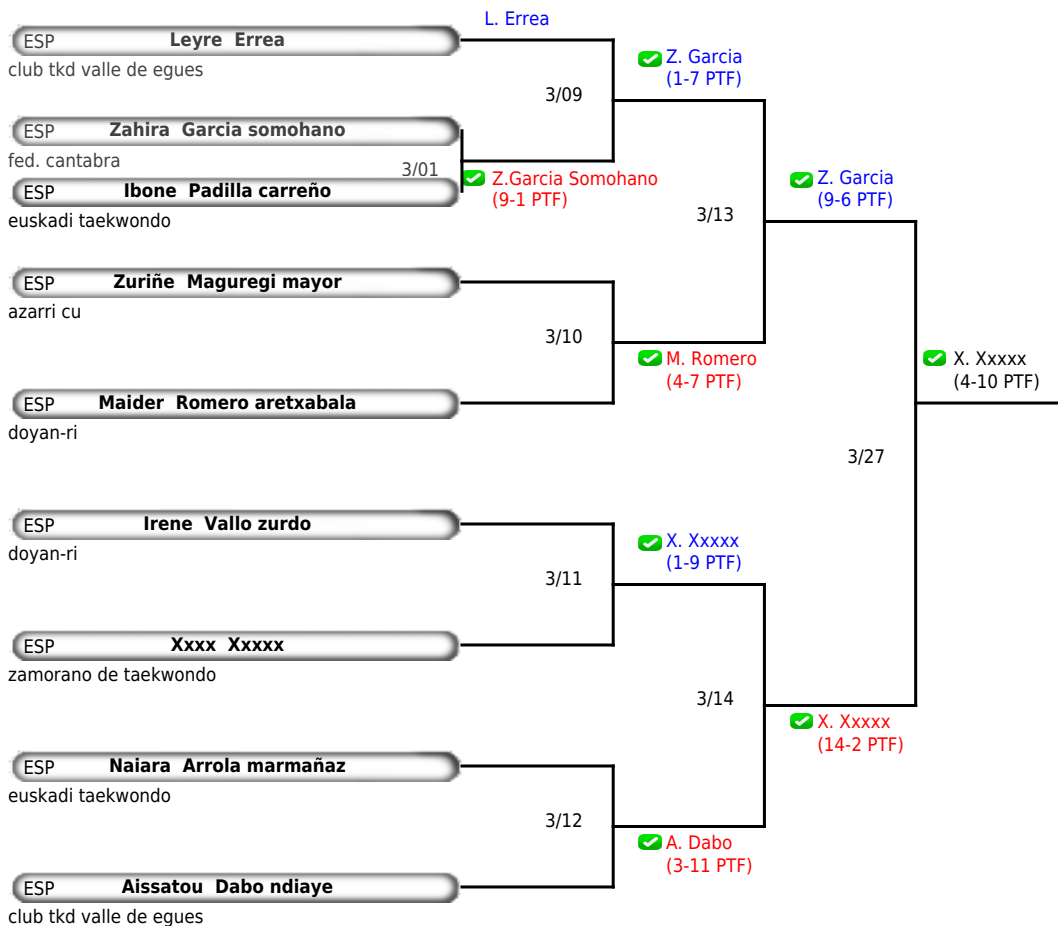 L. Errea
ESP Leyre Errea
club tkd valle de egues
Z. Garcia
(1-7 PTF)
3/09
ESP Zahira Garcia somohano
fed. cantabra
3/01
Z.Garcia Somohano
(9-1 PTF)
ESP Ibone Padilla carreño
euskadi taekwondo
Z. Garcia
(9-6 PTF)
3/13
ESP Zuriñe Maguregi mayor
azarri cu
3/10
M. Romero
(4-7 PTF)
X. Xxxxx
(4-10 PTF)
ESP Maider Romero aretxabala
doyan-ri
3/27
ESP Irene Vallo zurdo
doyan-ri
X. Xxxxx
(1-9 PTF)
3/11
ESP Xxxx Xxxxx
zamorano de taekwondo
3/14
X. Xxxxx
(14-2 PTF)
ESP Naiara Arrola marmañaz
euskadi taekwondo
3/12
A. Dabo
(3-11 PTF)
ESP Aissatou Dabo ndiaye
club tkd valle de egues